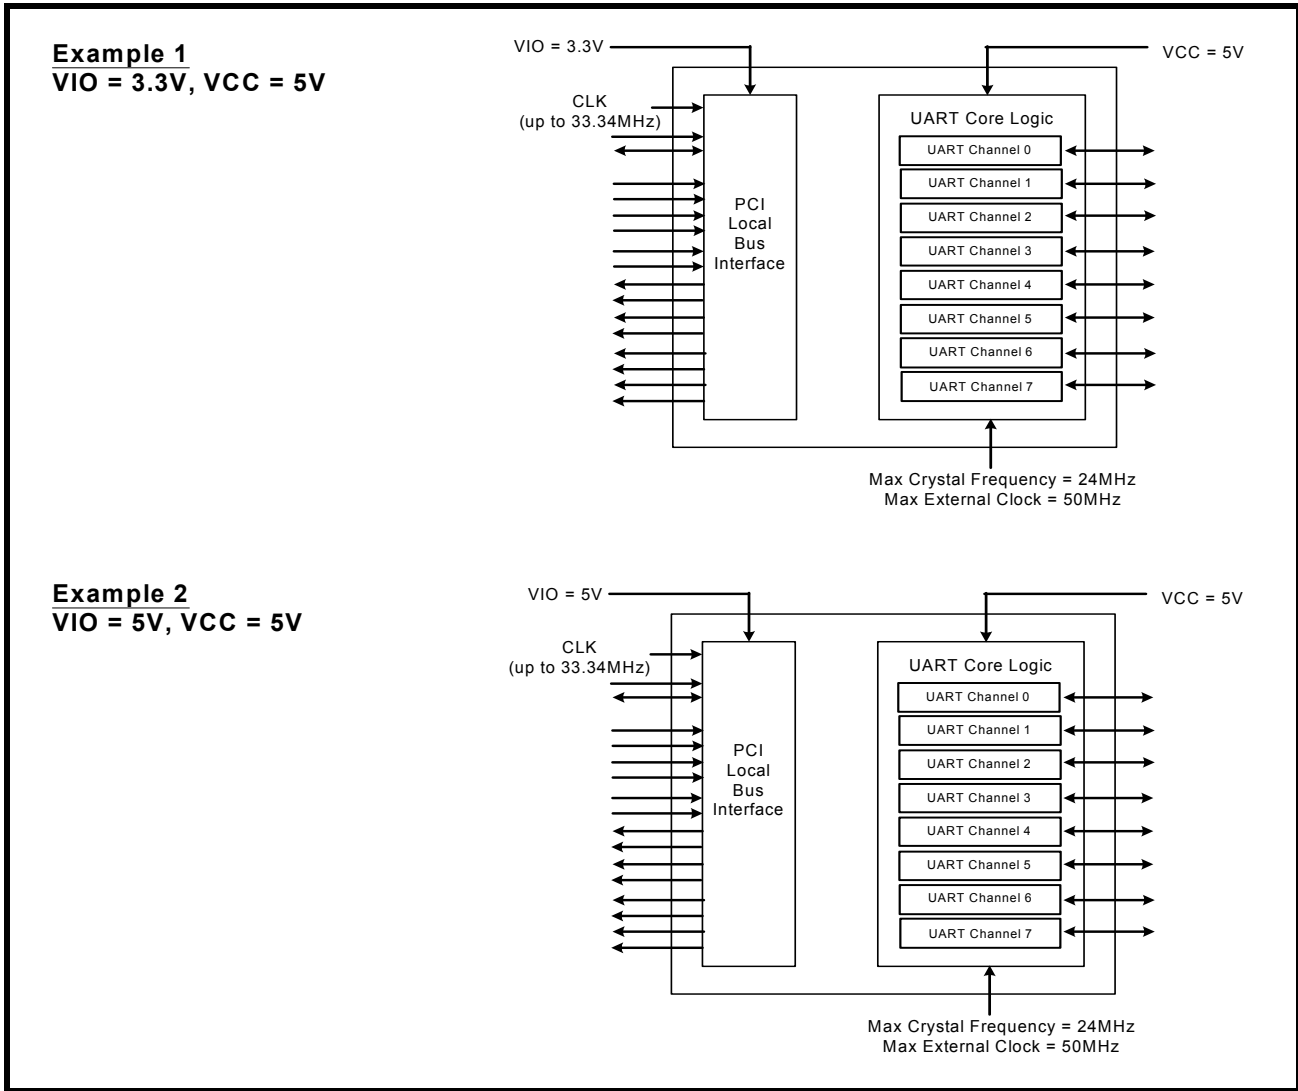 Example 1
VIO = 3.3V, VCC = 5V
VIO = 3.3V
VCC = 5V
CLK
(up to 33.34MHz)
PCI
Local
Bus
Interface
UART Core Logic
UART Channel 0
UART Channel 1
UART Channel 2
UART Channel 3
UART Channel 4
UART Channel 5
UART Channel 6
UART Channel 7
Max Crystal Frequency = 24MHz
Max External Clock = 50MHz
Example 2
VIO = 5V, VCC = 5V
VIO = 5V
VCC = 5V
CLK
(up to 33.34MHz)
PCI
Local
Bus
Interface
UART Core Logic
UART Channel 0
UART Channel 1
UART Channel 2
UART Channel 3
UART Channel 4
UART Channel 5
UART Channel 6
UART Channel 7
Max Crystal Frequency = 24MHz
Max External Clock = 50MHz